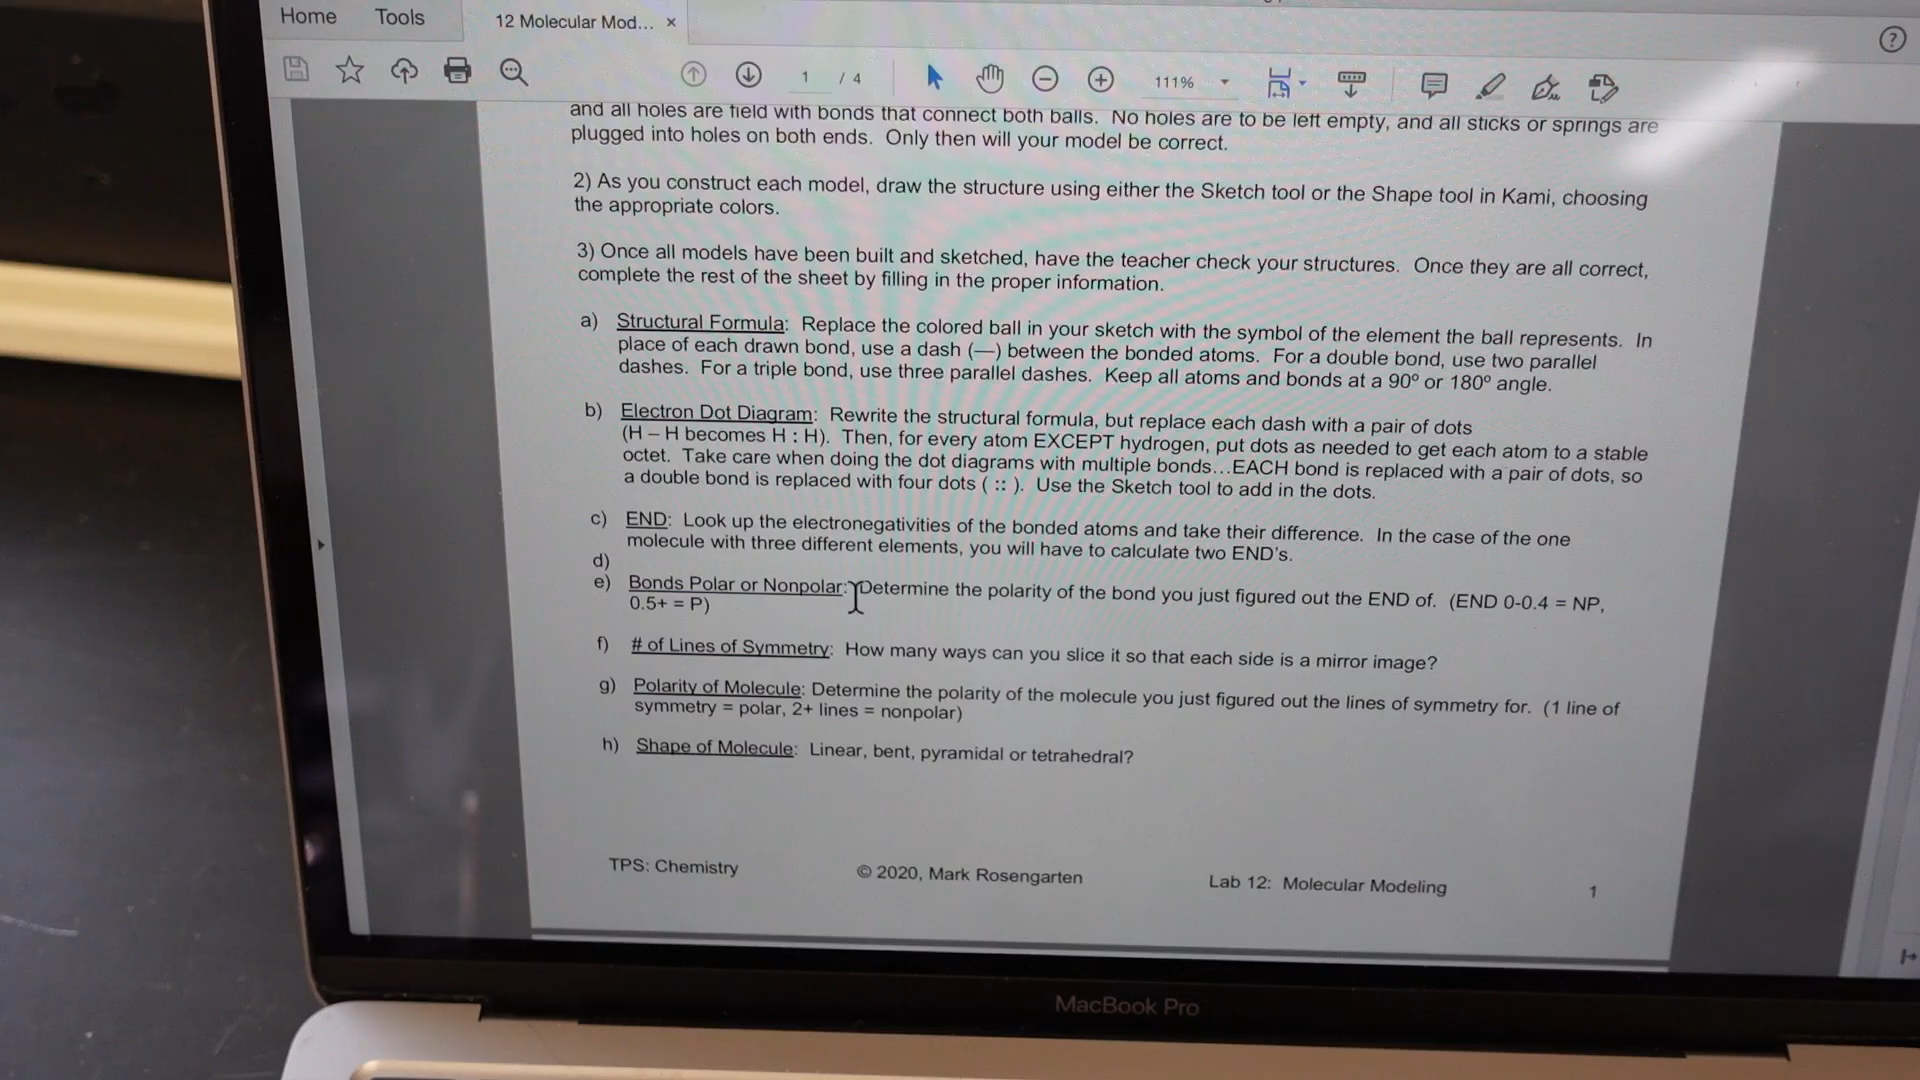 Home Tools 12 Molecular Mod... ×
1 / 4 111%
and all holes are field with bonds that connect both balls. No holes are to be left empty, and all sticks or springs are
plugged into holes on both ends. Only then will your model be correct.
2) As you construct each model, draw the structure using either the Sketch tool or the Shape tool in Kami, choosing
the appropriate colors.
3) Once all models have been built and sketched, have the teacher check your structures. Once they are all correct,
complete the rest of the sheet by filling in the proper information.
a) Structural Formula: Replace the colored ball in your sketch with the symbol of the element the ball represents. In
place of each drawn bond, use a dash (—) between the bonded atoms. For a double bond, use two parallel
dashes. For a triple bond, use three parallel dashes. Keep all atoms and bonds at a 90º or 180º angle.
b) Electron Dot Diagram: Rewrite the structural formula, but replace each dash with a pair of dots
(H – H becomes H : H). Then, for every atom EXCEPT hydrogen, put dots as needed to get each atom to a stable
octet. Take care when doing the dot diagrams with multiple bonds...EACH bond is replaced with a pair of dots, so
a double bond is replaced with four dots ( :: ). Use the Sketch tool to add in the dots.
c) END: Look up the electronegativities of the bonded atoms and take their difference. In the case of the one
molecule with three different elements, you will have to calculate two END's.
d)
e) Bonds Polar or Nonpolar: Determine the polarity of the bond you just figured out the END of. (END 0-0.4 = NP,
0.5+ = P)
f) # of Lines of Symmetry: How many ways can you slice it so that each side is a mirror image?
g) Polarity of Molecule: Determine the polarity of the molecule you just figured out the lines of symmetry for. (1 line of
symmetry = polar, 2+ lines = nonpolar)
h) Shape of Molecule: Linear, bent, pyramidal or tetrahedral?
TPS: Chemistry © 2020, Mark Rosengarten Lab 12: Molecular Modeling 1
MacBook Pro